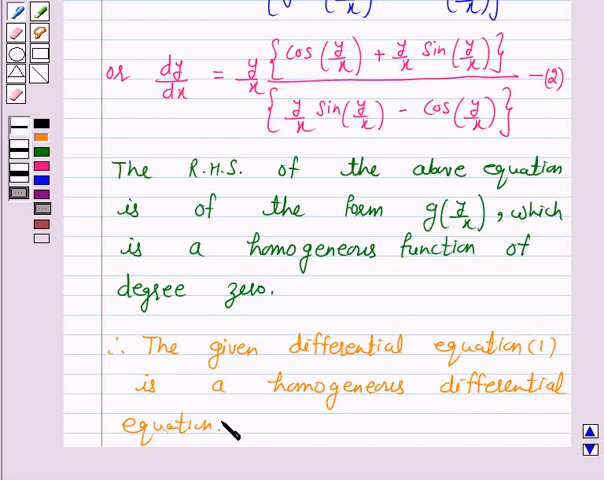 { ( y/x ) ( y/x ) }
or dy/dx = y/x {cos (y/x) + y/x Sin (y/x)} / {y/x Sin(y/x) - cos(y/x)} —(2)
The R.H.S. of the above equation
is of the form g(y/x), which
is a homogeneous function of
degree zero.
∴ The given differential equation(1)
is a homogeneous differential
equation.